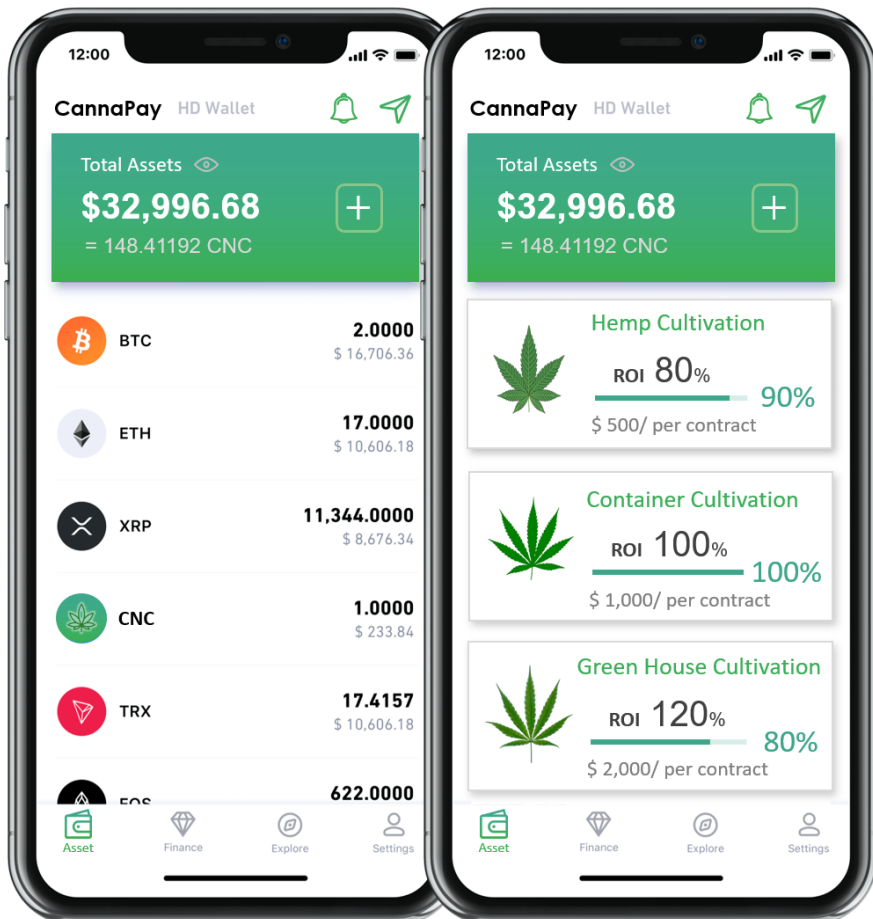 12:00
CannaPay HD Wallet
Total Assets
$32,996.68
= 148.41192 CNC
BTC 2.0000
$ 16,706.36
ETH 17.0000
$ 10,606.18
XRP 11,344.0000
$ 8,676.34
CNC 1.0000
$ 233.84
TRX 17.4157
$ 10,606.18
EOS 622.0000
Asset Finance Explore Settings
12:00
CannaPay HD Wallet
Total Assets
$32,996.68
= 148.41192 CNC
Hemp Cultivation
ROI 80%
90%
$ 500/ per contract
Container Cultivation
ROI 100%
100%
$ 1,000/ per contract
Green House Cultivation
ROI 120%
80%
$ 2,000/ per contract
Asset Finance Explore Settings